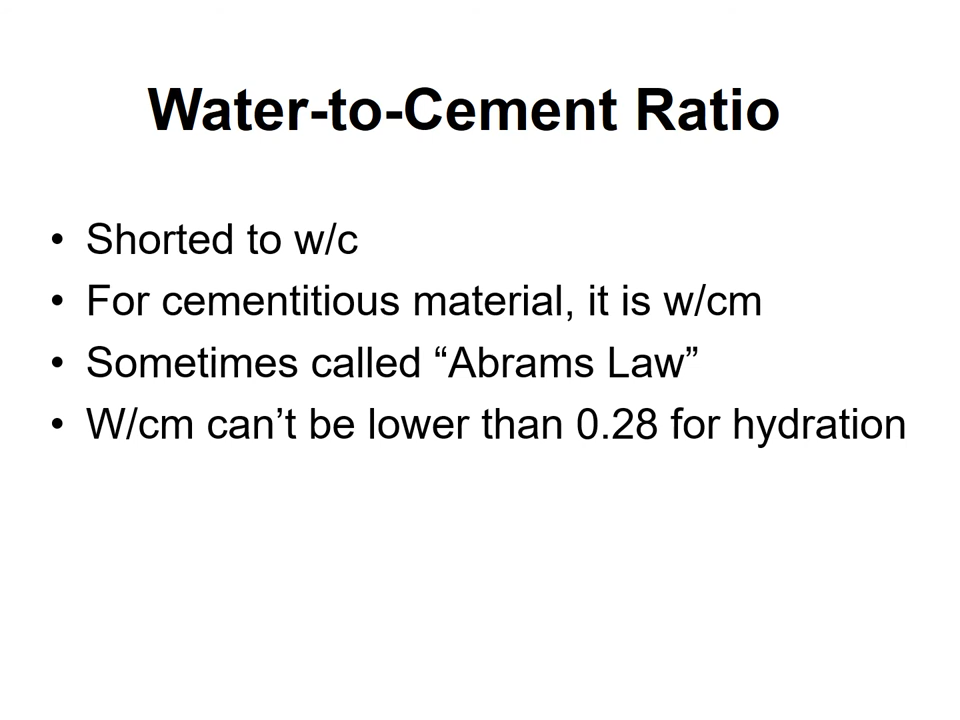 Water-to-Cement Ratio
• Shorted to w/c
• For cementitious material, it is w/cm
• Sometimes called “Abrams Law”
• W/cm can’t be lower than 0.28 for hydration